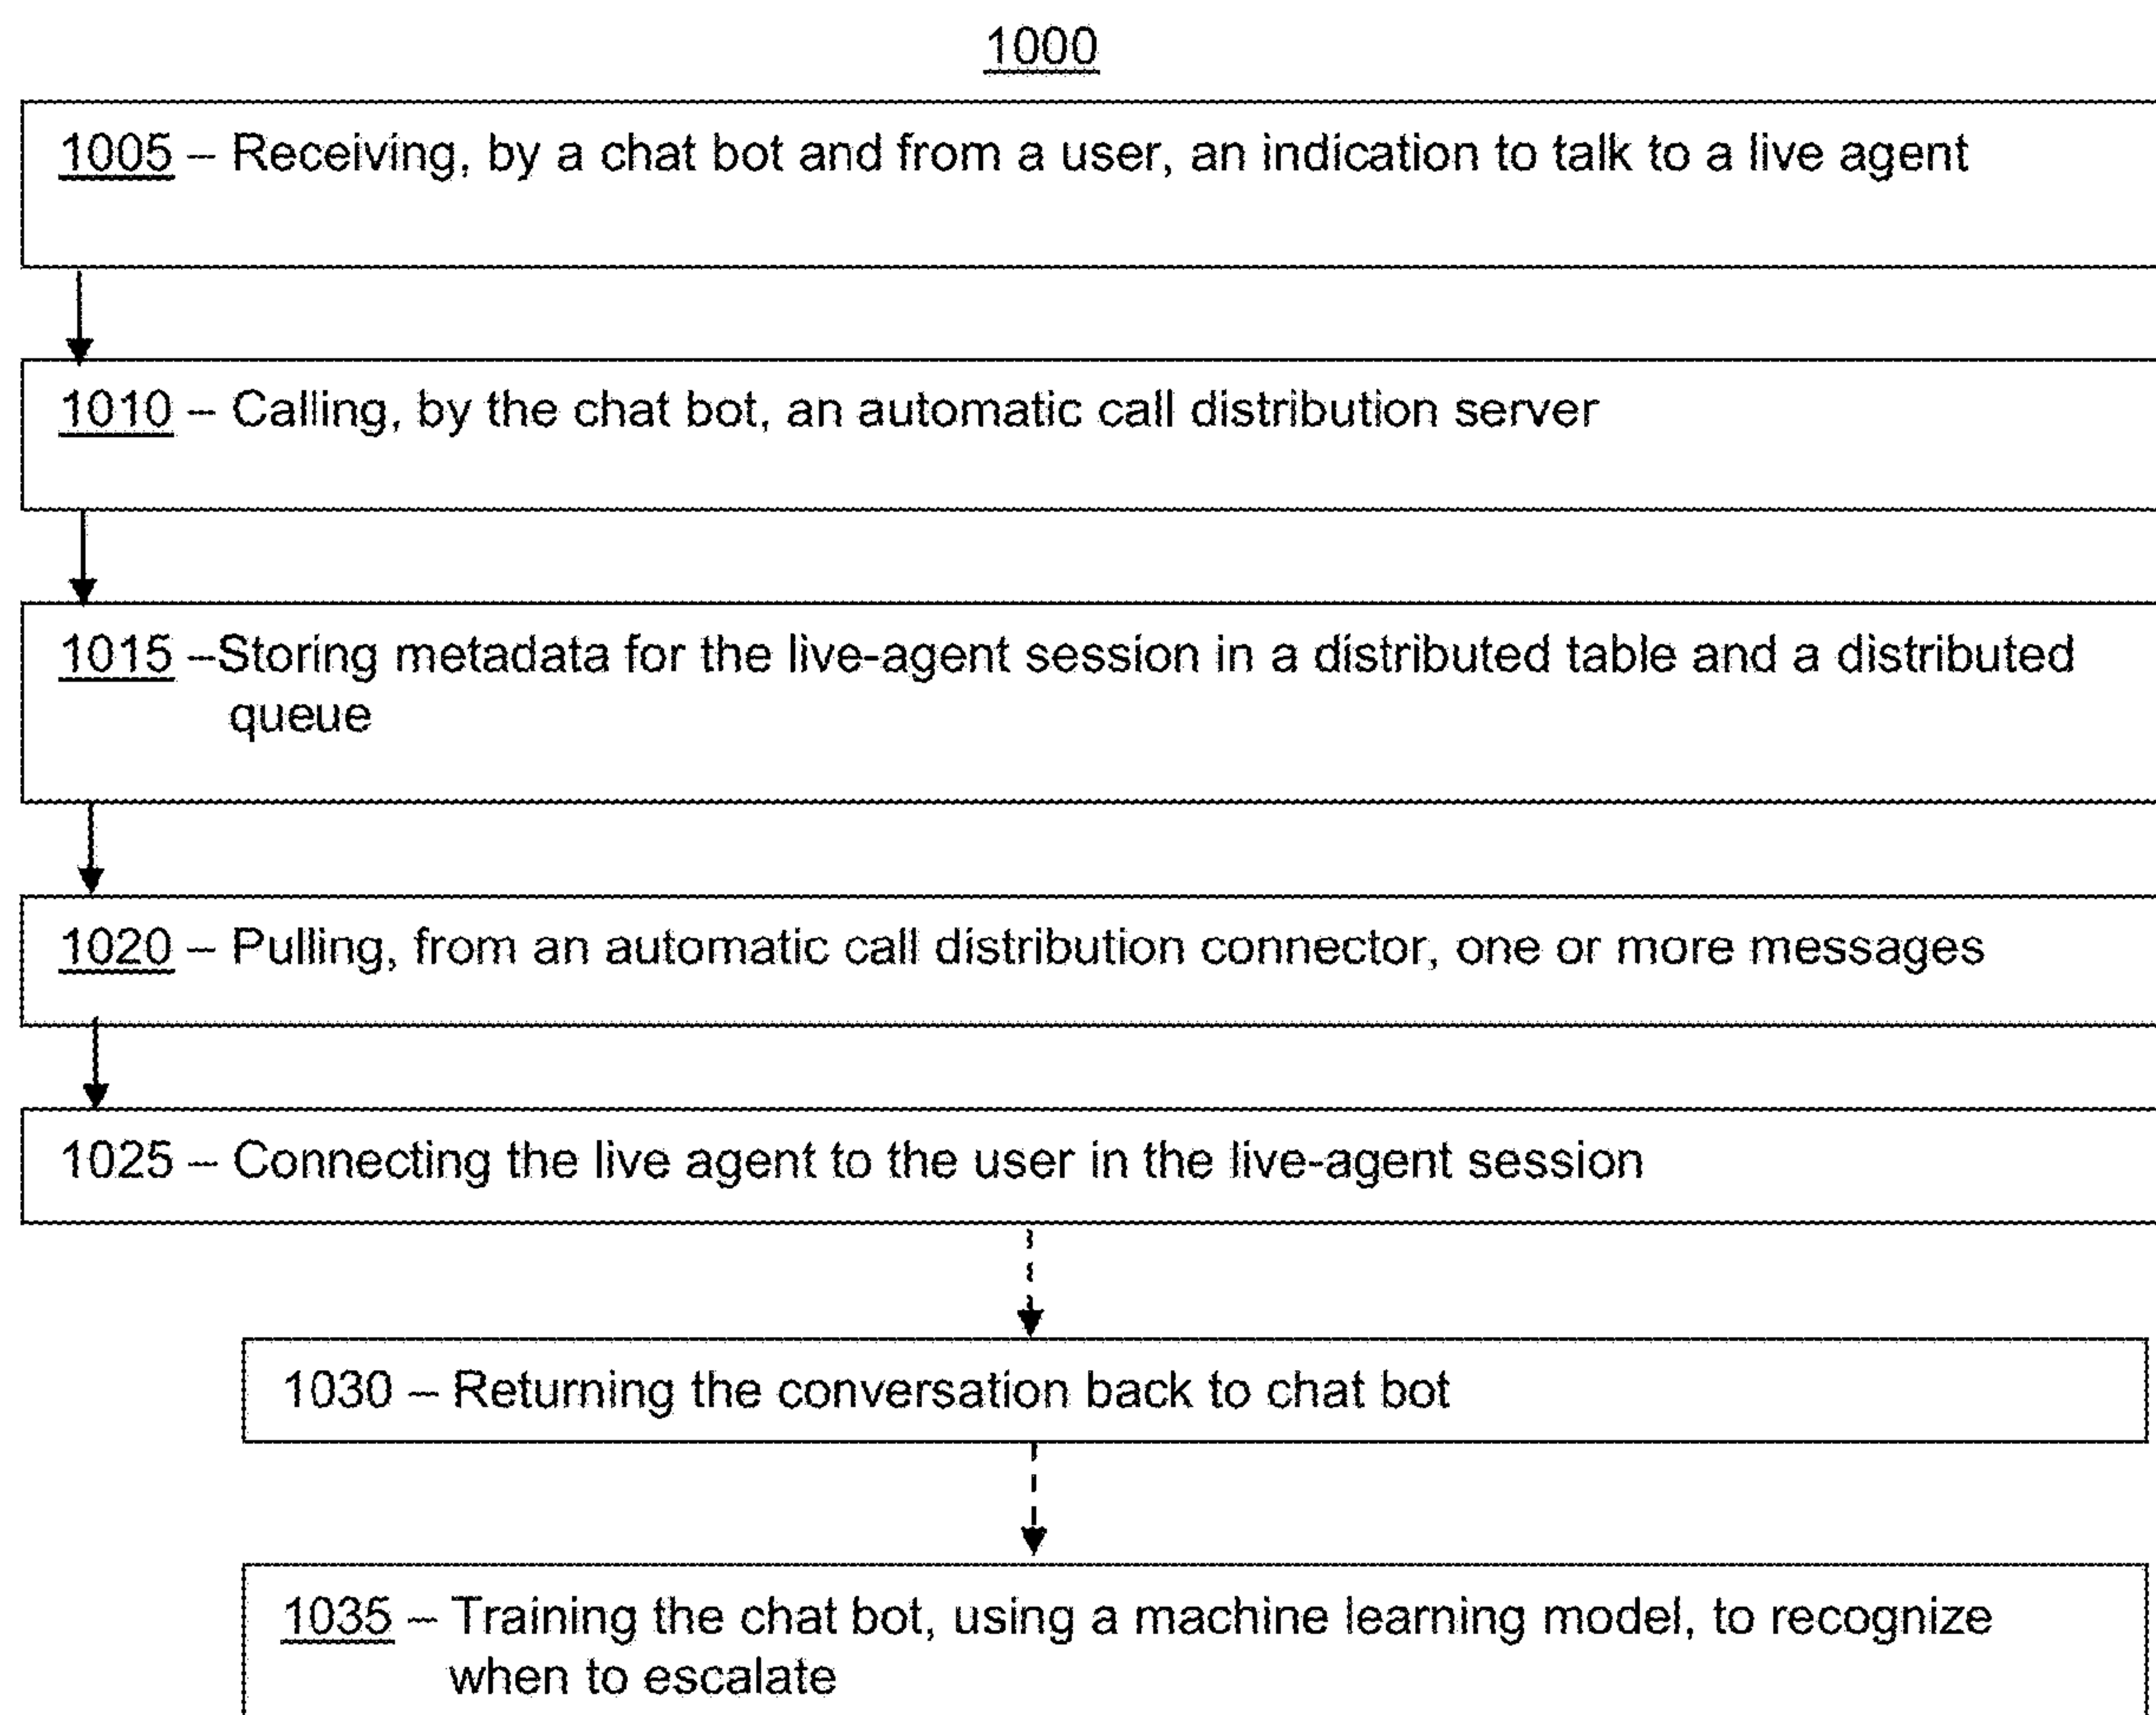 1000
1005 – Receiving, by a chat bot and from a user, an indication to talk to a live agent
1010 – Calling, by the chat bot, an automatic call distribution server
1015 –Storing metadata for the live-agent session in a distributed table and a distributed
queue
1020 – Pulling, from an automatic call distribution connector, one or more messages
1025 – Connecting the live agent to the user in the live-agent session
1030 – Returning the conversation back to chat bot
1035 – Training the chat bot, using a machine learning model, to recognize
when to escalate